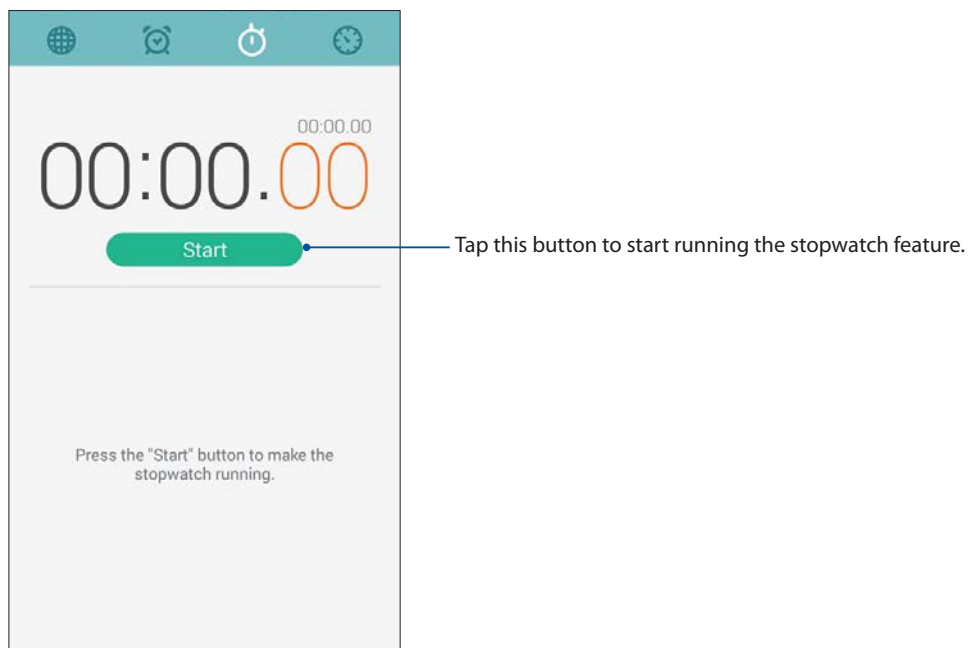 00:00.00
00:00.00
Start
Tap this button to start running the stopwatch feature.
Press the "Start" button to make the
stopwatch running.